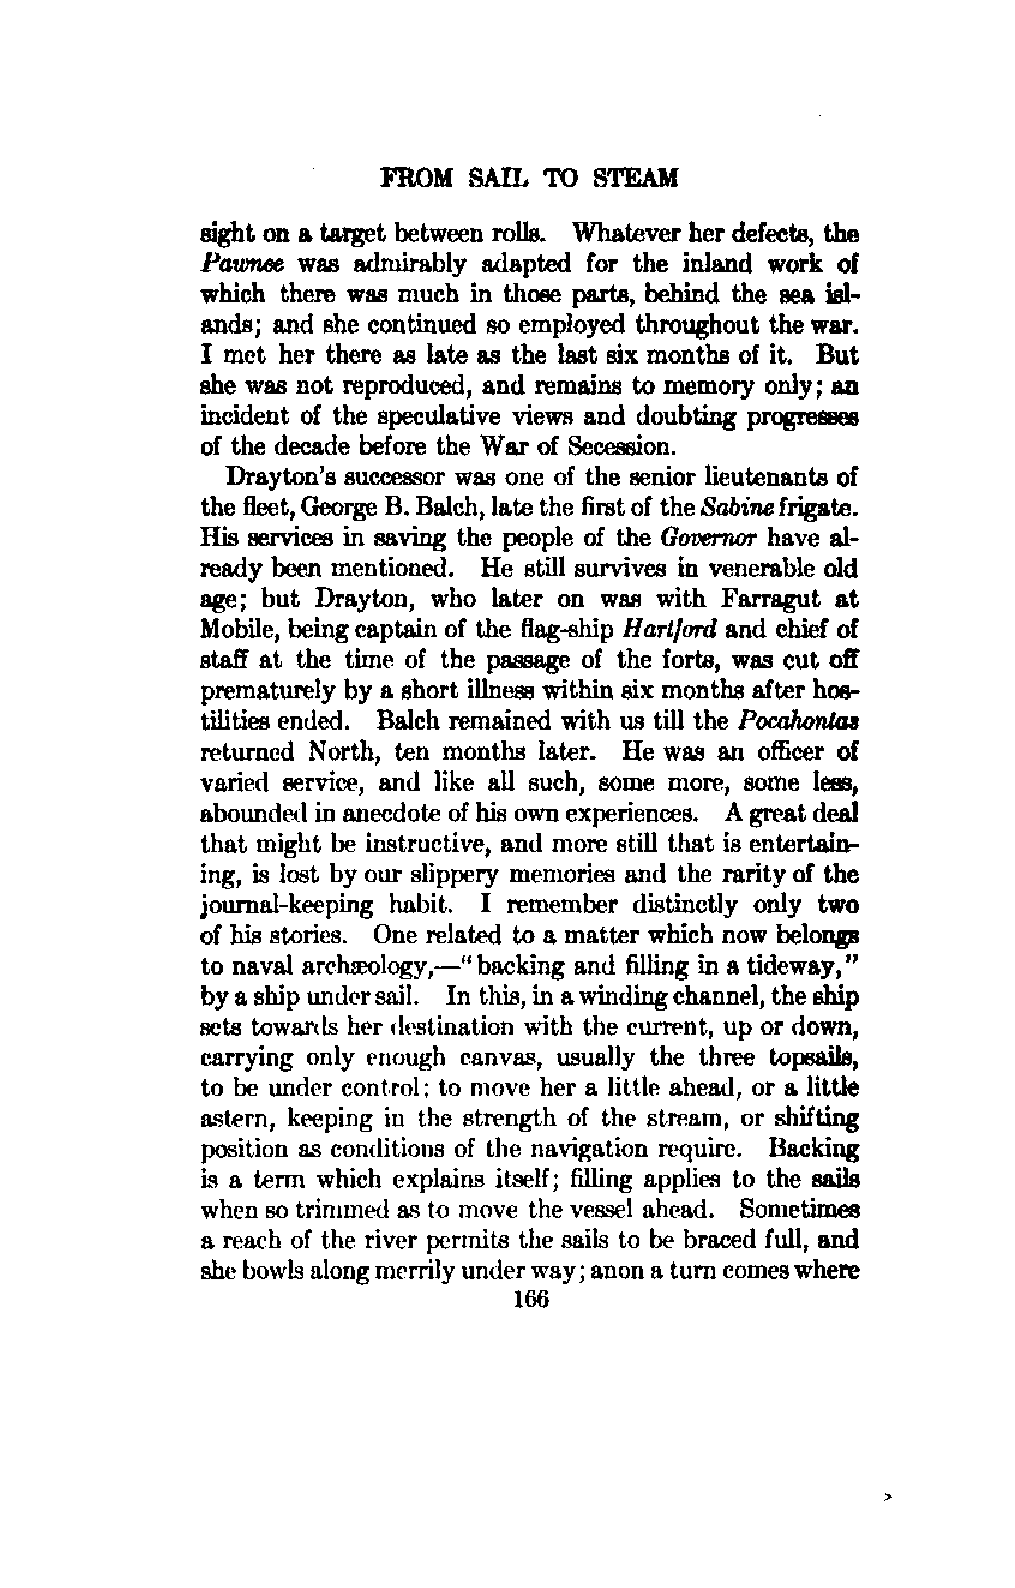 FROM SAIL TO STEAM
sight on a target between rolls. Whatever her defects, the
Pawnee was admirably adapted for the inland work of
which there was much in those parts, behind the sea isl-
ands; and she continued so employed throughout the war.
I met her there as late as the last six months of it. But
she was not reproduced, and remains to memory only; an
incident of the speculative views and doubting progresses
of the decade before the War of Secession.
Drayton's successor was one of the senior lieutenants of
the fleet, George B. Balch, late the first of the Sabine frigate.
His services in saving the people of the Governor have al-
ready been mentioned. He still survives in venerable old
age; but Drayton, who later on was with Farragut at
Mobile, being captain of the flag-ship Hartford and chief of
staff at the time of the passage of the forts, was cut off
prematurely by a short illness within six months after hos-
tilities ended. Balch remained with us till the Pocahontas
returned North, ten months later. He was an officer of
varied service, and like all such, some more, some less,
abounded in anecdote of his own experiences. A great deal
that might be instructive, and more still that is entertain-
ing, is lost by our slippery memories and the rarity of the
journal-keeping habit. I remember distinctly only two
of his stories. One related to a matter which now belongs
to naval archæology,—"backing and filling in a tideway,"
by a ship under sail. In this, in a winding channel, the ship
sets towards her destination with the current, up or down,
carrying only enough canvas, usually the three topsails,
to be under control; to move her a little ahead, or a little
astern, keeping in the strength of the stream, or shifting
position as conditions of the navigation require. Backing
is a term which explains itself; filling applies to the sails
when so trimmed as to move the vessel ahead. Sometimes
a reach of the river permits the sails to be braced full, and
she bowls along merrily under way; anon a turn comes where
166